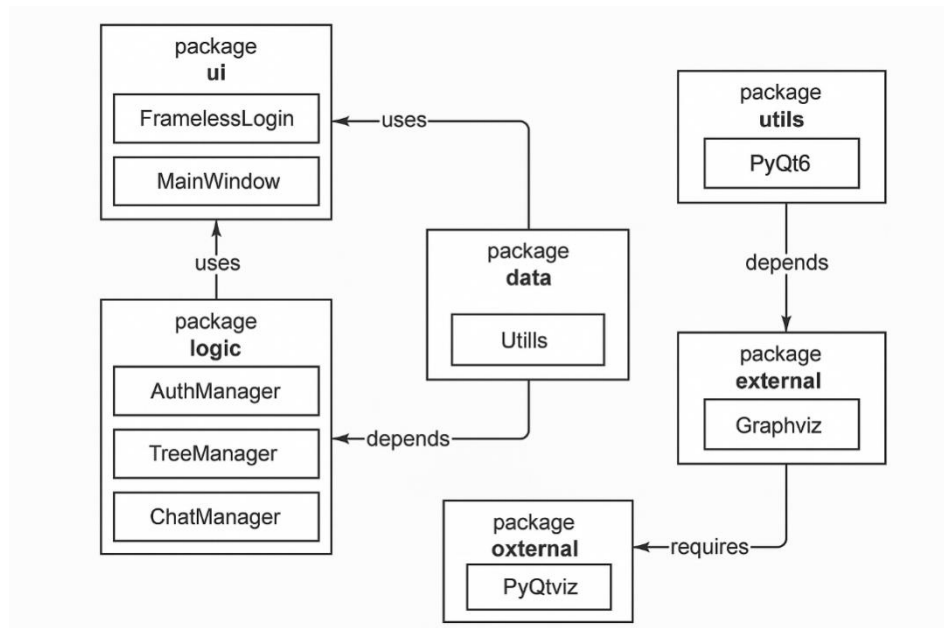 package
ui
FramelessLogin
MainWindow
uses
uses
package
logic
AuthManager
TreeManager
ChatManager
package
data
Utills
depends
package
utils
PyQt6
depends
package
external
Graphviz
requires
package
oxternal
PyQtviz